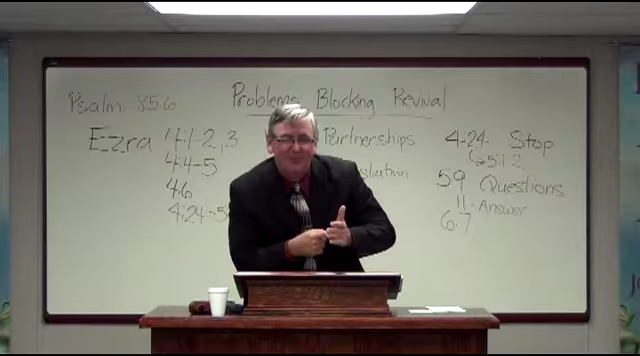 Psalm 85:6
Problems Blocking Revival
Ezra 4:1-2,3 Partnerships
4:4-5
4:6
4:24-5:
4:24- Stop
5:1 2
5:9 Questions
11- Answer
6:7